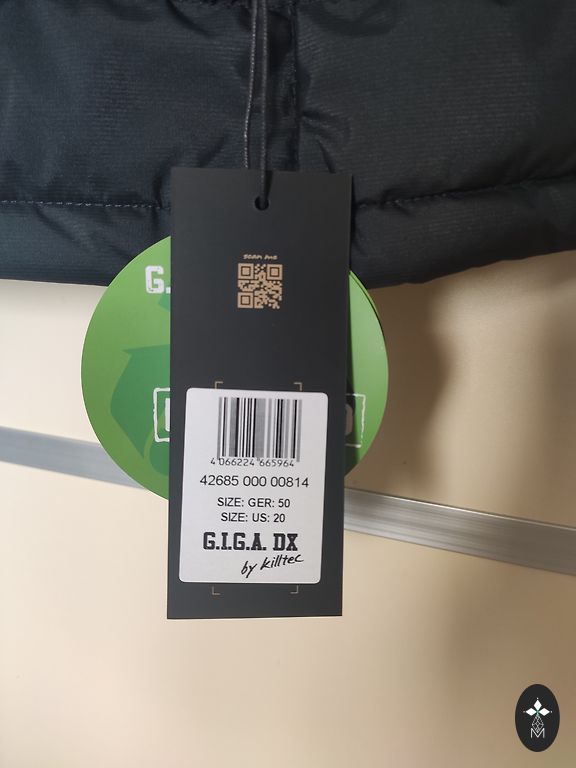 scan me
G.
4 066224 665964
42685 000 00814
SIZE: GER: 50
SIZE: US: 20
G.I.G.A. DX
by killtec
M